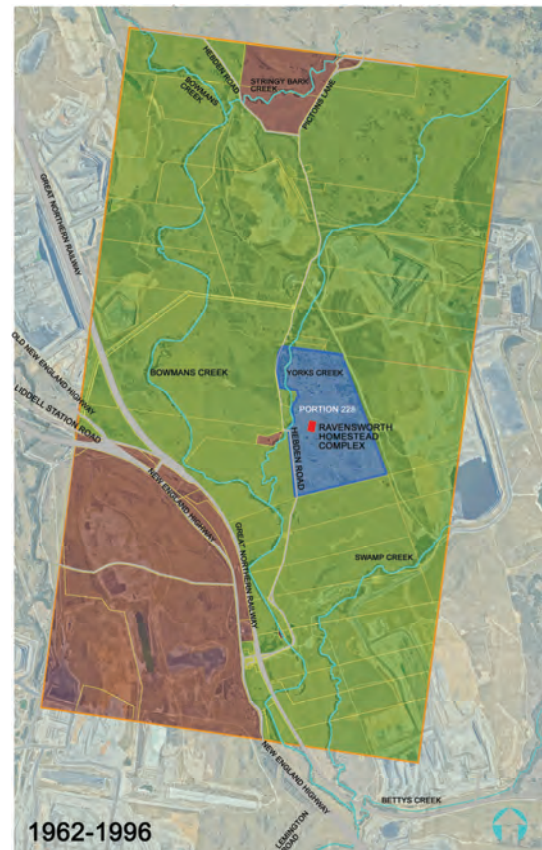 HEBDEN ROAD
BOWMANS
CREEK
STRINGY BARK
CREEK
PICTONS LANE
GREAT NORTHERN RAILWAY
OLD NEW ENGLAND HIGHWAY
LIDDELL STATION ROAD
BOWMANS CREEK
YORKS CREEK
PORTION 228
RAVENSWORTH
HOMESTEAD
COMPLEX
HEBDEN ROAD
NEW ENGLAND HIGHWAY
GREAT NORTHERN RAILWAY
SWAMP CREEK
NEW ENGLAND HIGHWAY
BETTYS CREEK
LEMINGTON
ROAD
1962-1996